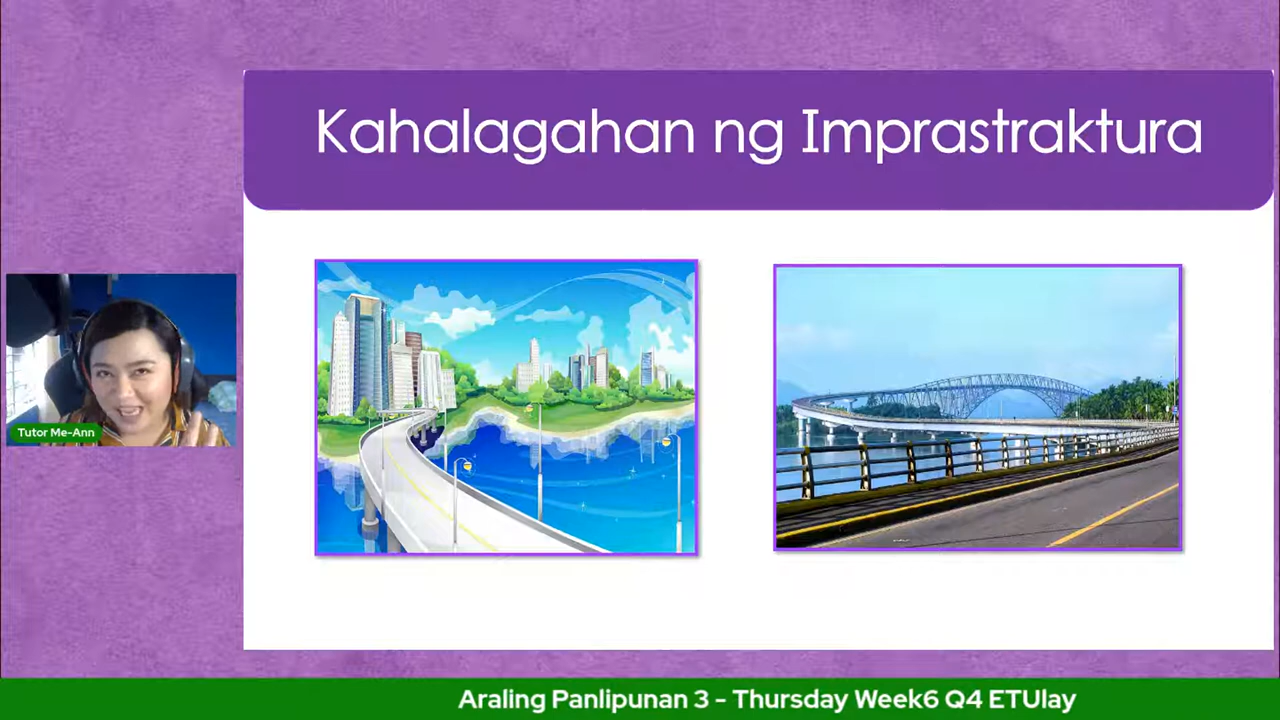 Kahalagahan ng Imprastraktura
Tutor Me-Ann
Araling Panlipunan 3 - Thursday Week6 Q4 ETUlay